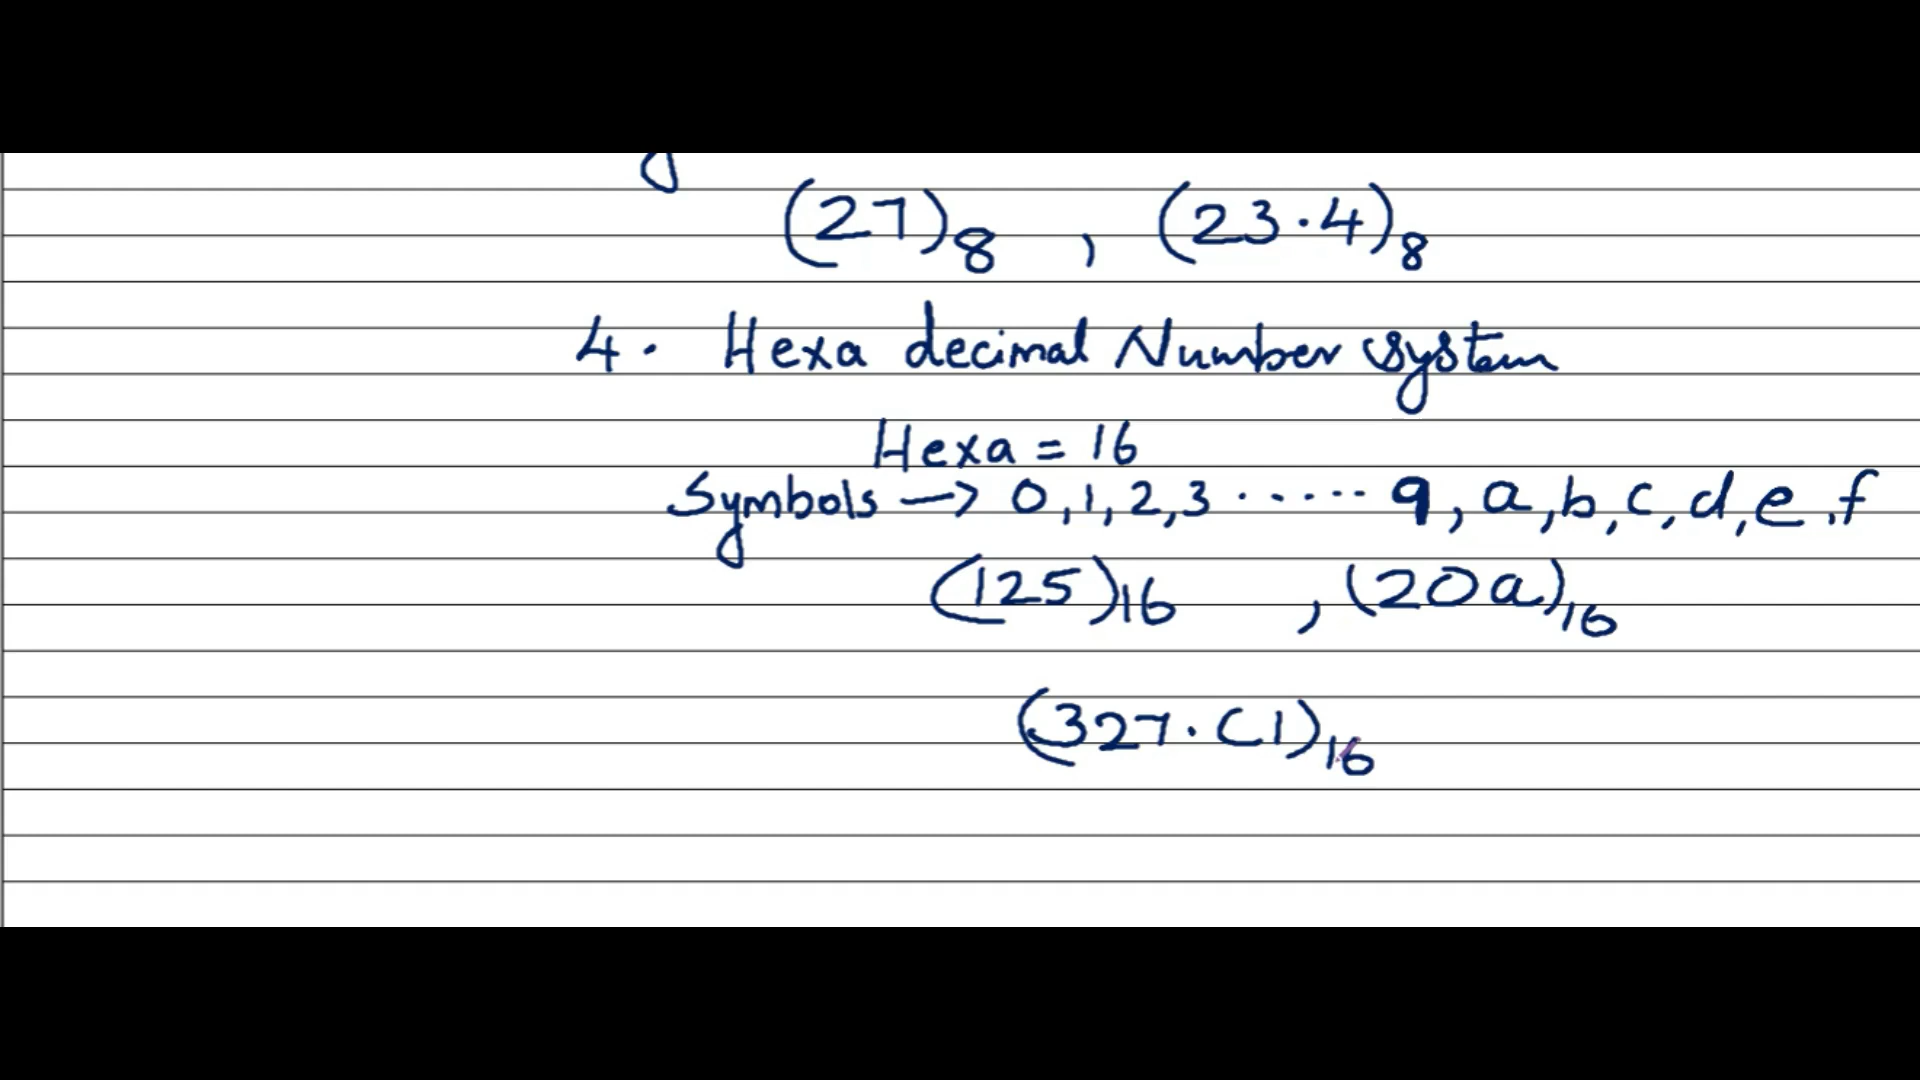 (27)8 , (23.4)8
4. Hexa decimal Number system
Hexa = 16
Symbols → 0, 1, 2, 3 ...... 9, a, b, c, d, e, f
(125)16 , (20a)16
(327.C1)16